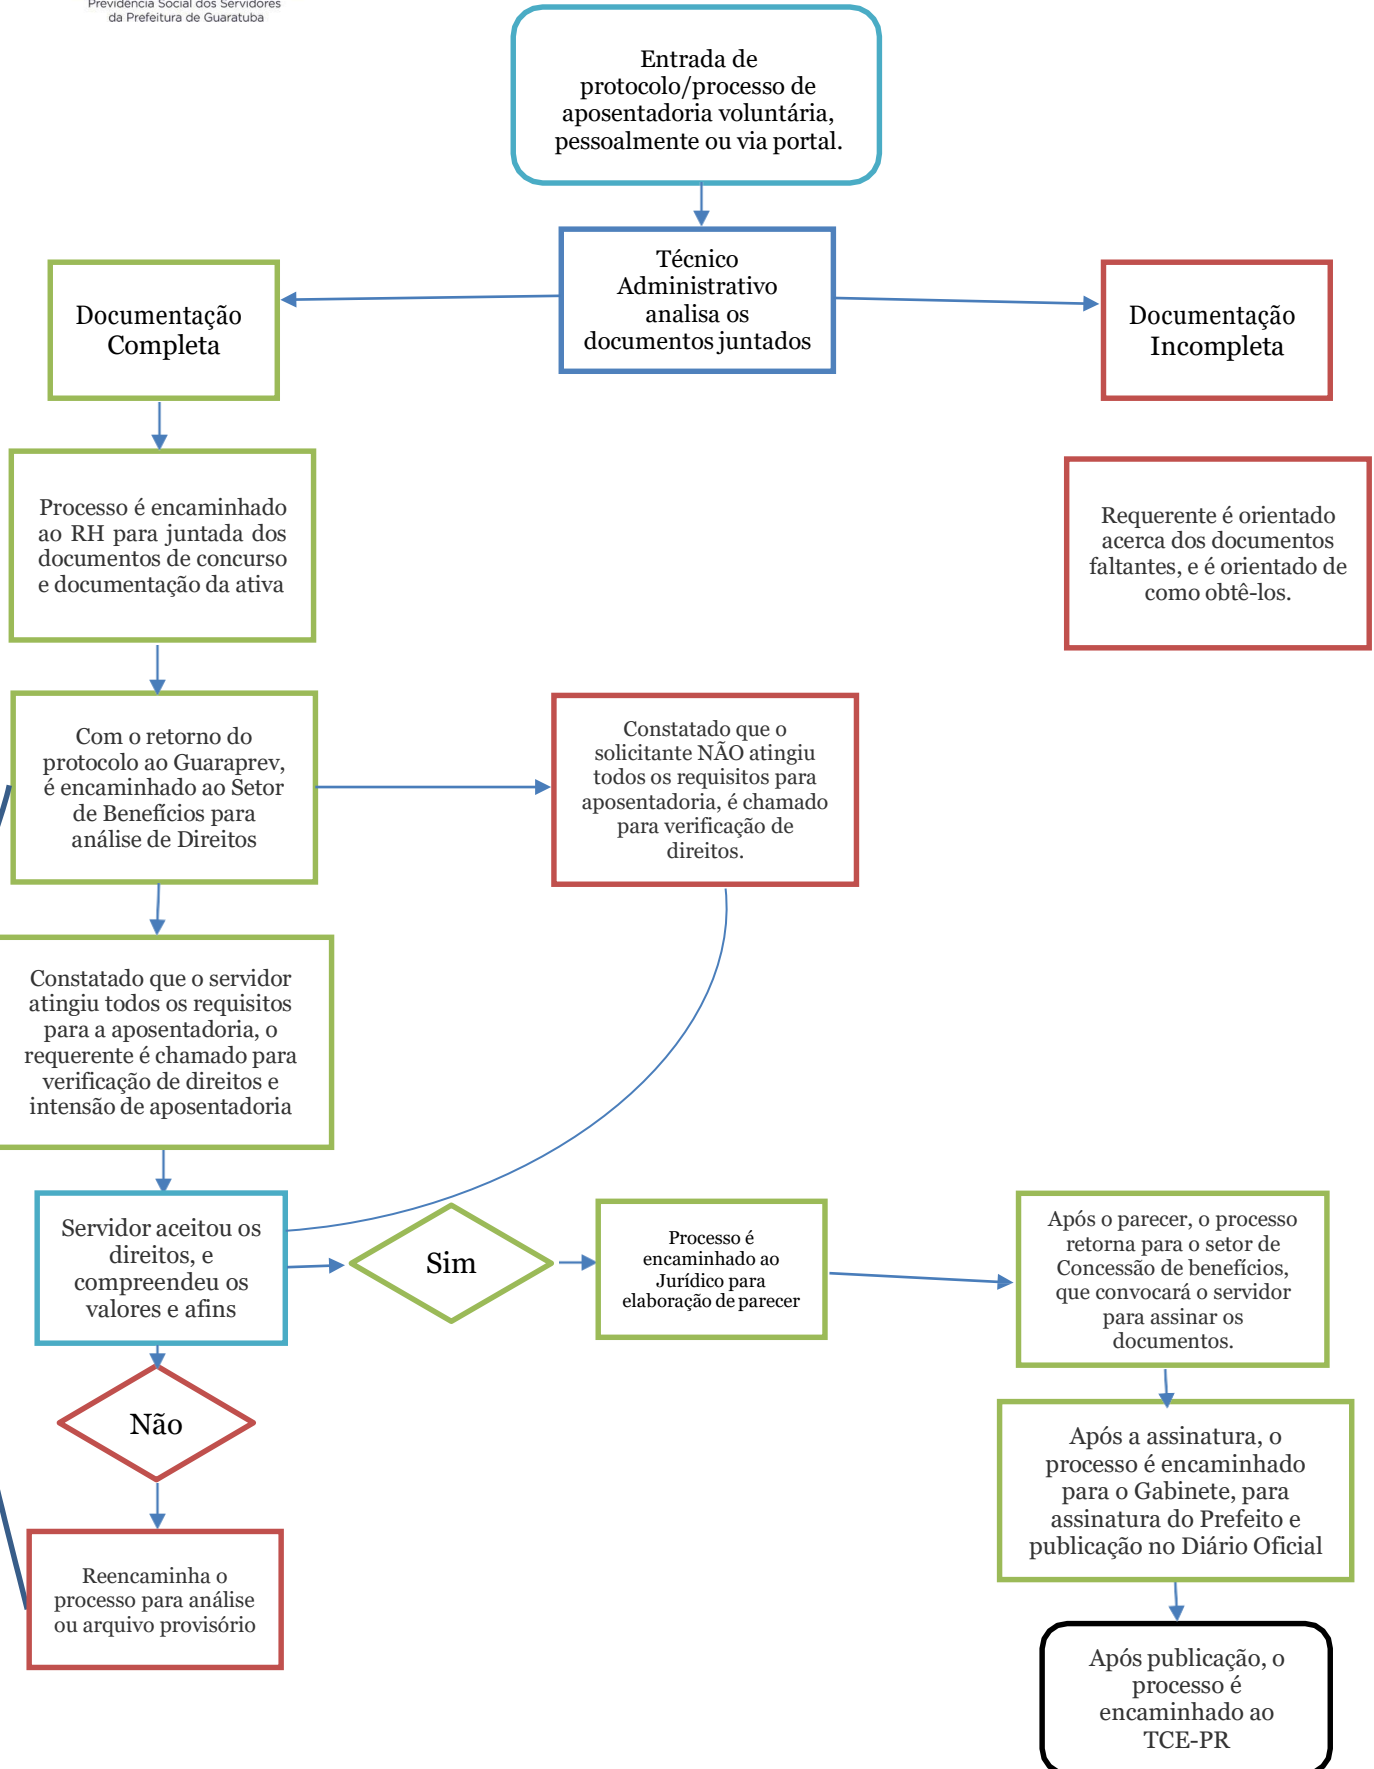 Previdência Social dos Servidores
da Prefeitura de Guaratuba
Entrada de
protocolo/processo de
aposentadoria voluntária,
pessoalmente ou via portal.
Técnico
Administrativo
analisa os
documentos juntados
Documentação
Completa
Documentação
Incompleta
Processo é encaminhado
ao RH para juntada dos
documentos de concurso
e documentação da ativa
Requerente é orientado
acerca dos documentos
faltantes, e é orientado de
como obtê-los.
Com o retorno do
protocolo ao Guaraprev,
é encaminhado ao Setor
de Benefícios para
análise de Direitos
Constatado que o
solicitante NÃO atingiu
todos os requisitos para
aposentadoria, é chamado
para verificação de
direitos.
Constatado que o servidor
atingiu todos os requisitos
para a aposentadoria, o
requerente é chamado para
verificação de direitos e
intensão de aposentadoria
Servidor aceitou os
direitos, e
compreendeu os
valores e afins
Sim
Processo é
encaminhado ao
Jurídico para
elaboração de parecer
Após o parecer, o processo
retorna para o setor de
Concessão de benefícios,
que convocará o servidor
para assinar os
documentos.
Não
Após a assinatura, o
processo é encaminhado
para o Gabinete, para
assinatura do Prefeito e
publicação no Diário Oficial
Reencaminha o
processo para análise
ou arquivo provisório
Após publicação, o
processo é
encaminhado ao
TCE-PR